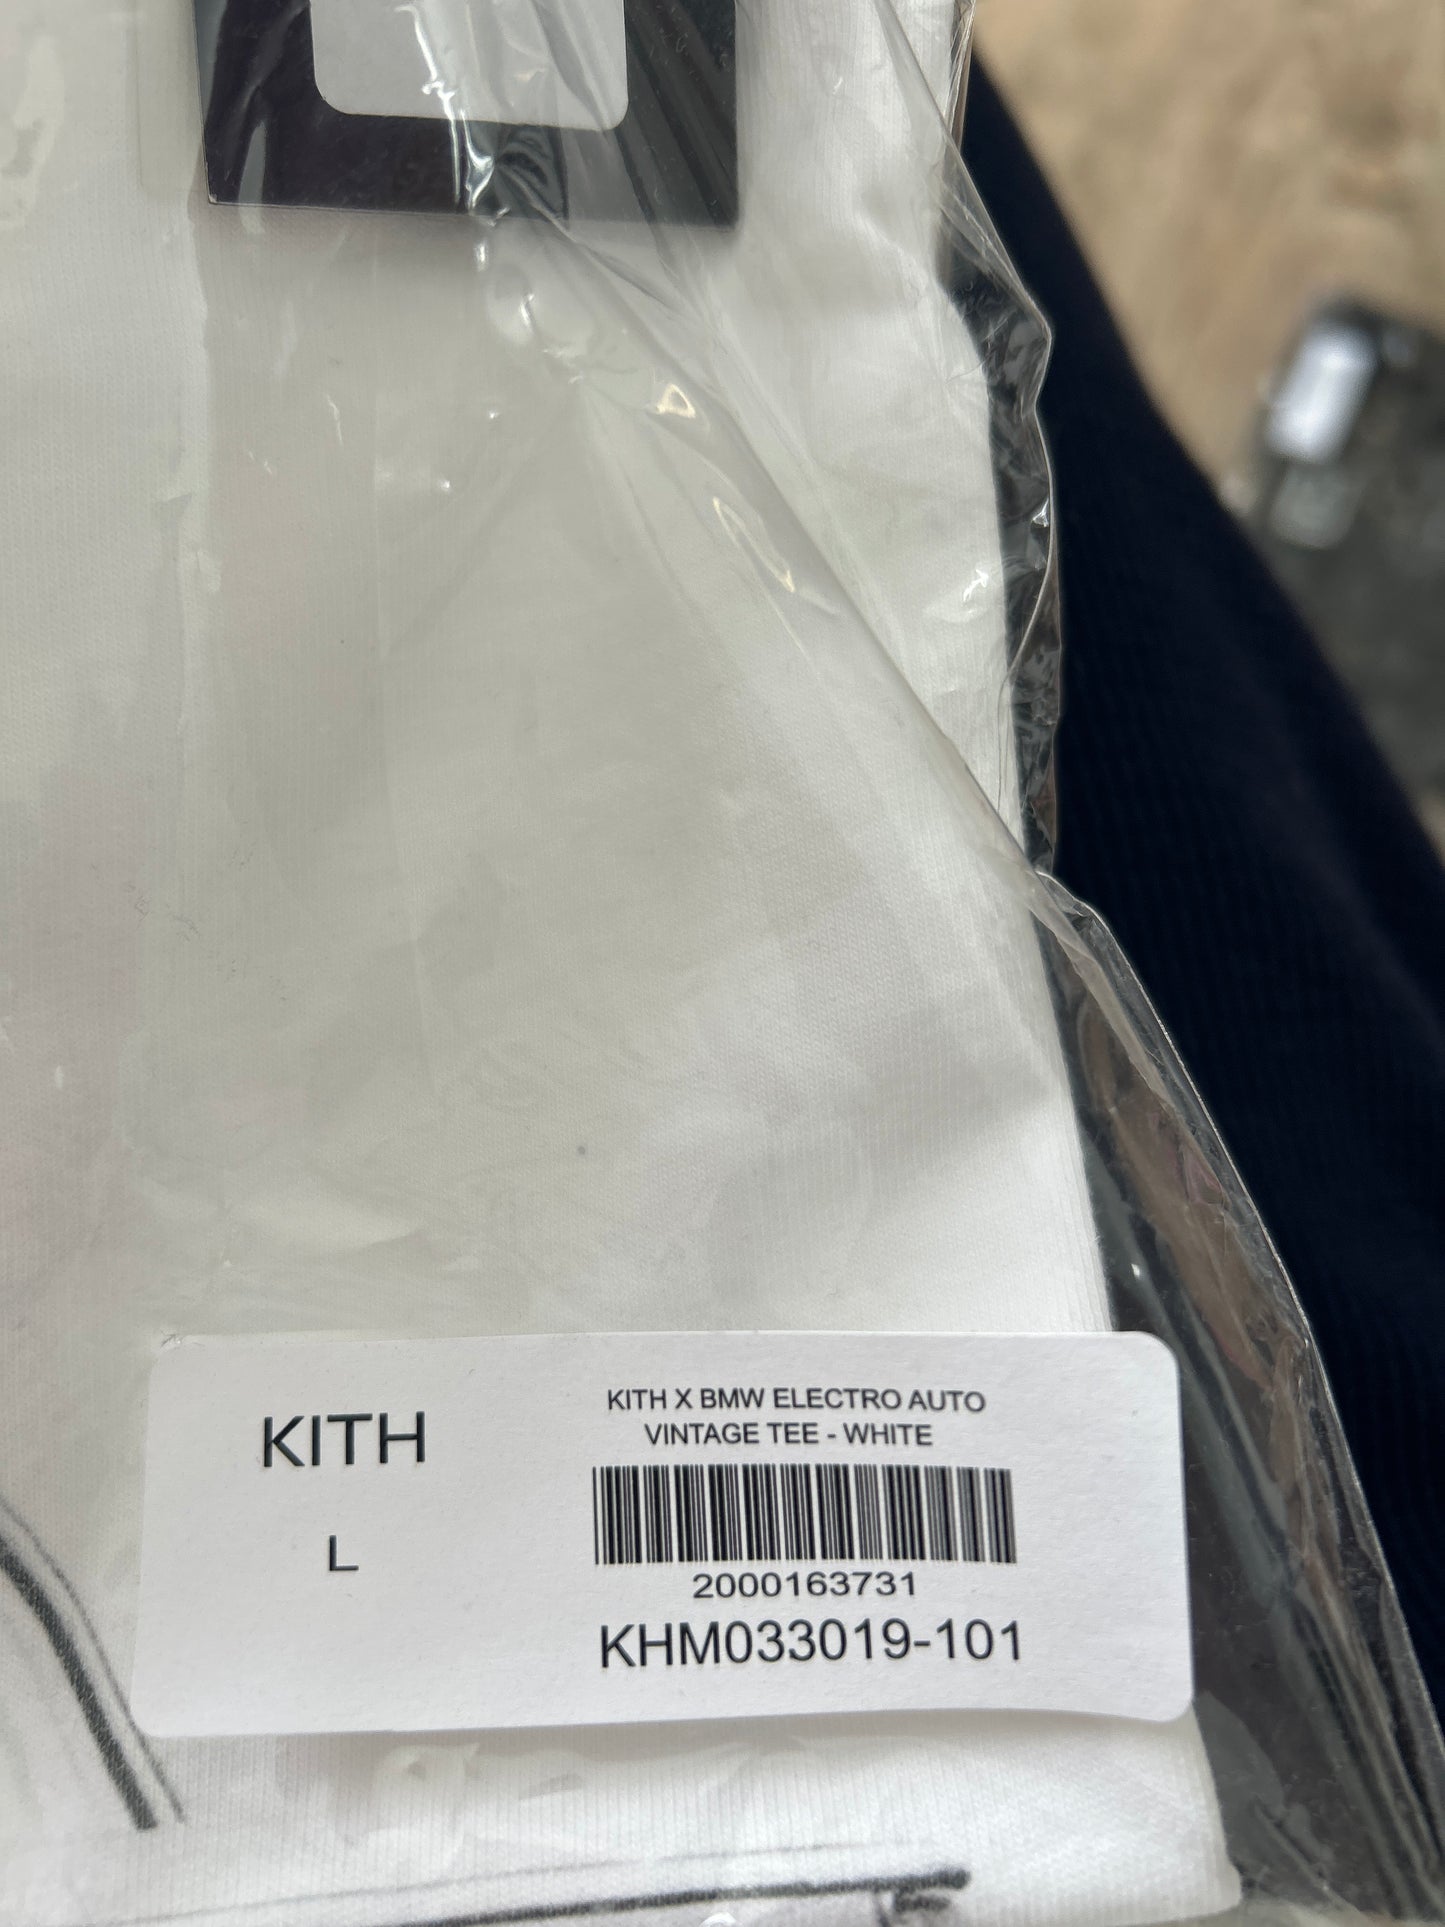 KITH
L
KITH X BMW ELECTRO AUTO
VINTAGE TEE - WHITE
2000163731
KHM033019-101